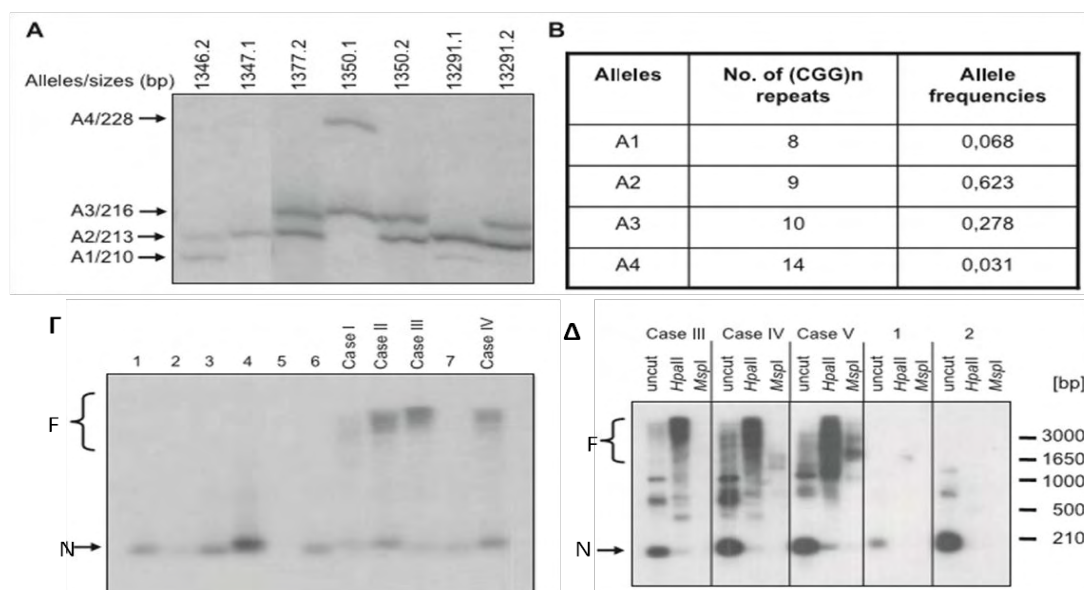 A
Alleles/sizes (bp)
1346.2
1347.1
1377.2
1350.1
1350.2
13291.1
13291.2
A4/228
A3/216
A2/213
A1/210
B
Alleles No. of (CGG)n repeats Allele frequencies
A1 8 0,068
A2 9 0,623
A3 10 0,278
A4 14 0,031
Γ
1 2 3 4 5 6 Case I Case II Case III 7 Case IV
F
N
Δ
Case III Case IV Case V 1 2
uncut HpaII MspI uncut HpaII MspI uncut HpaII MspI uncut HpaII MspI uncut HpaII MspI
[bp]
F
3000
1650
1000
500
210
N